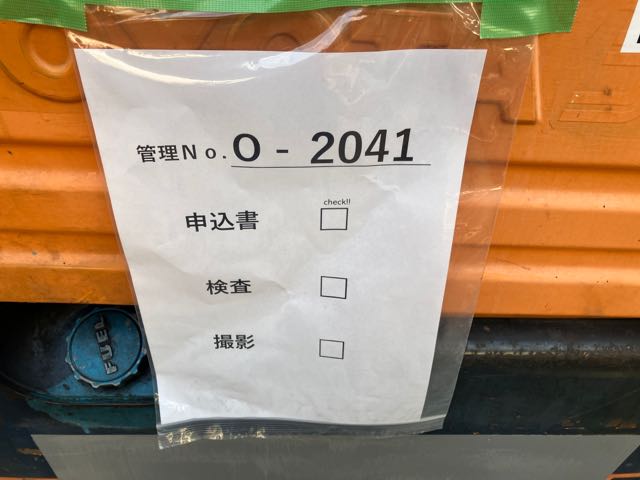 管理No.O - 2041
check!!
申込書 □
検査 □
撮影 □
FUEL